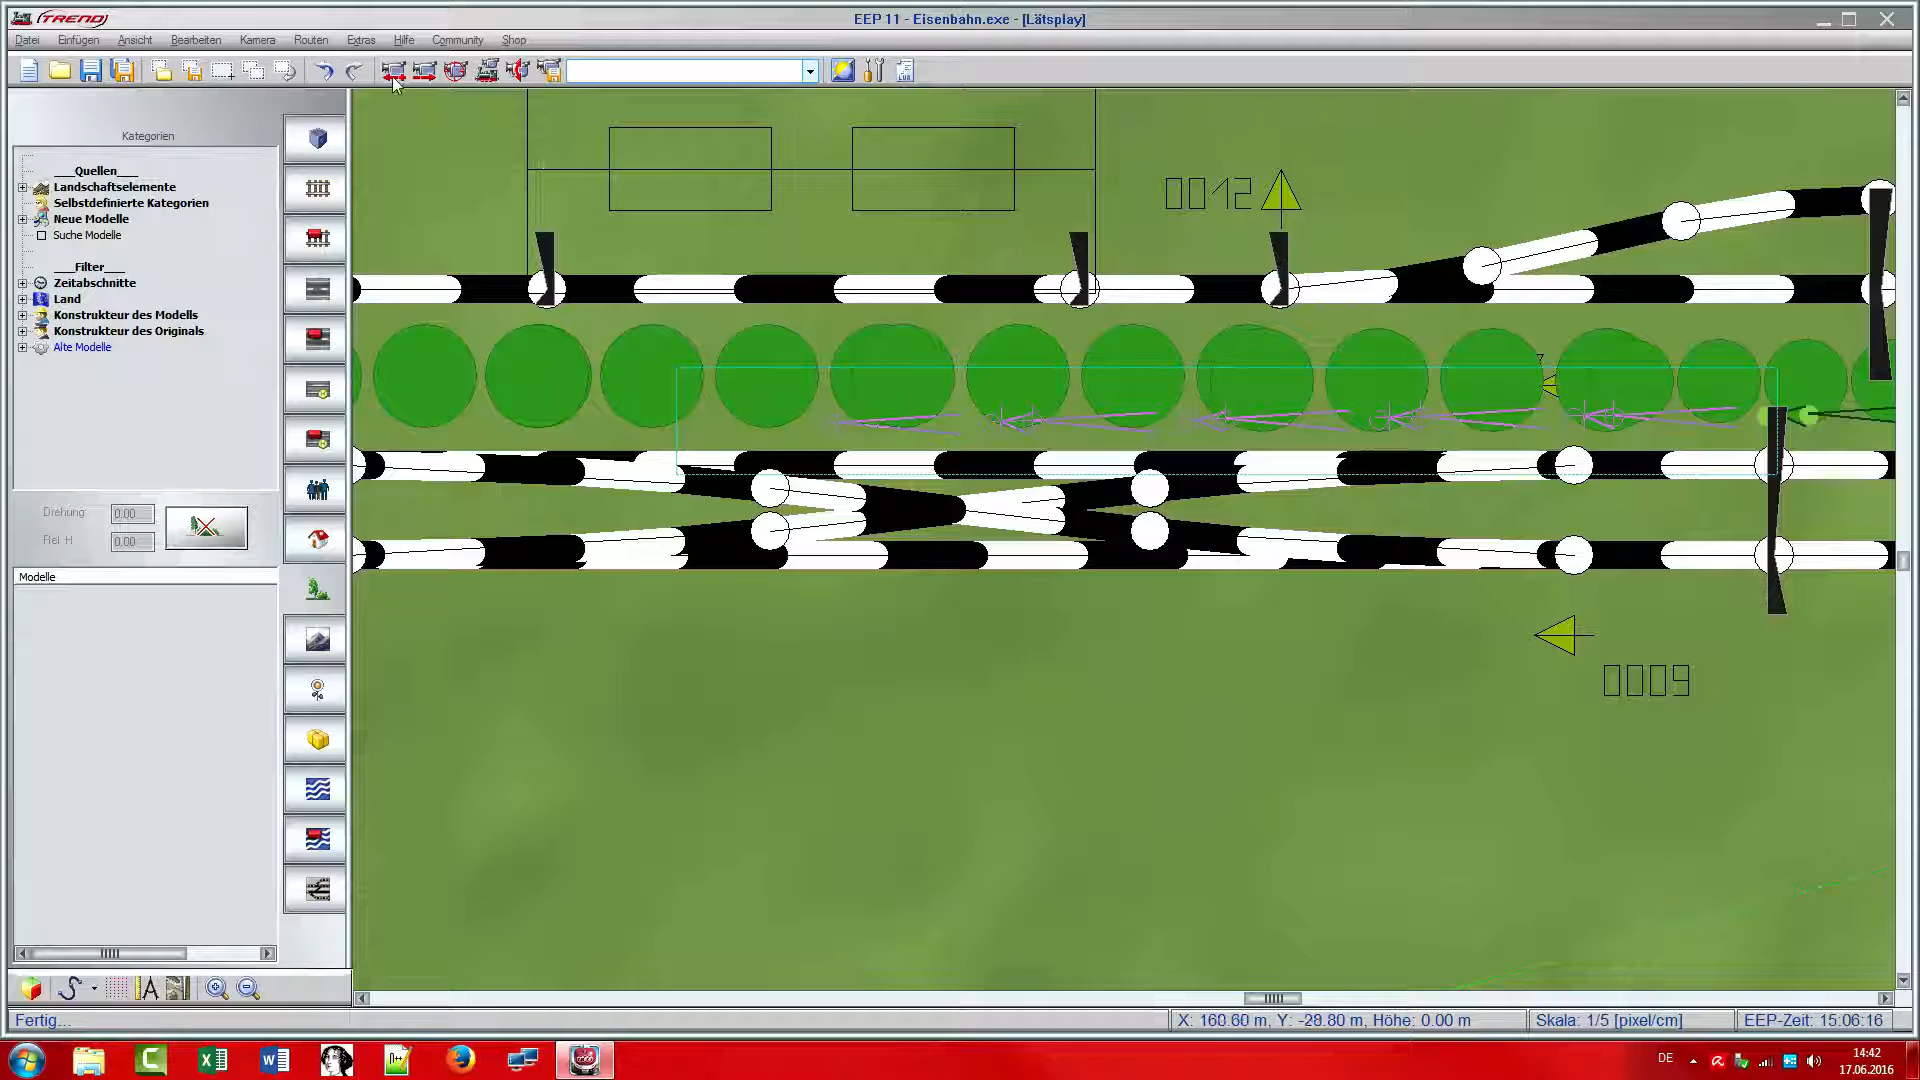 TREND
EEP 11 - Eisenbahn.exe - [Lätsplay]
Datei Einfügen Ansicht Bearbeiten Kamera Routen Extras Hilfe Community Shop
Kategorien
___Quellen___
Landschaftselemente
Selbstdefinierte Kategorien
Neue Modelle
Suche Modelle
___Filter___
Zeitabschnitte
Land
Konstrukteur des Modells
Konstrukteur des Originals
Alte Modelle
Drehung: 0.00
Rel H 0.00
Modelle
0012
0009
Fertig...
X: 160.60 m, Y: -28.80 m, Höhe: 0.00 m
Skala: 1/5 [pixel/cm]
EEP-Zeit: 15:06:16
DE
14:42
17.06.2016